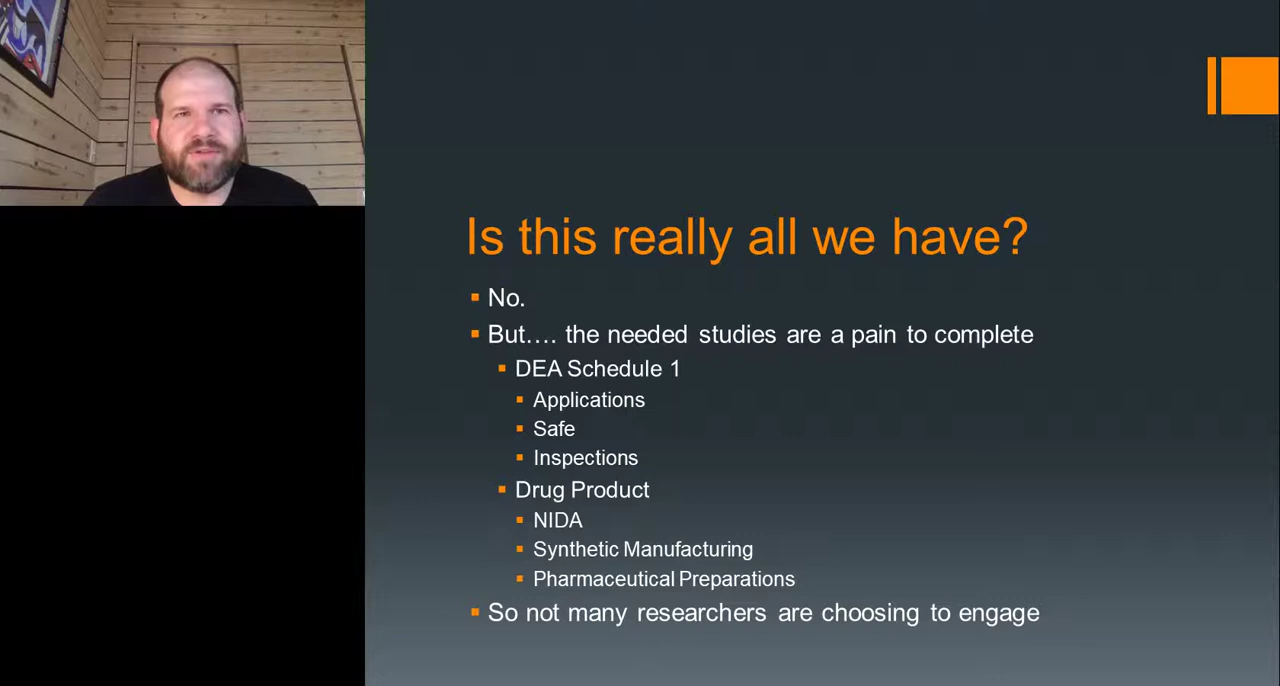 Is this really all we have?
No.
But…. the needed studies are a pain to complete
DEA Schedule 1
Applications
Safe
Inspections
Drug Product
NIDA
Synthetic Manufacturing
Pharmaceutical Preparations
So not many researchers are choosing to engage